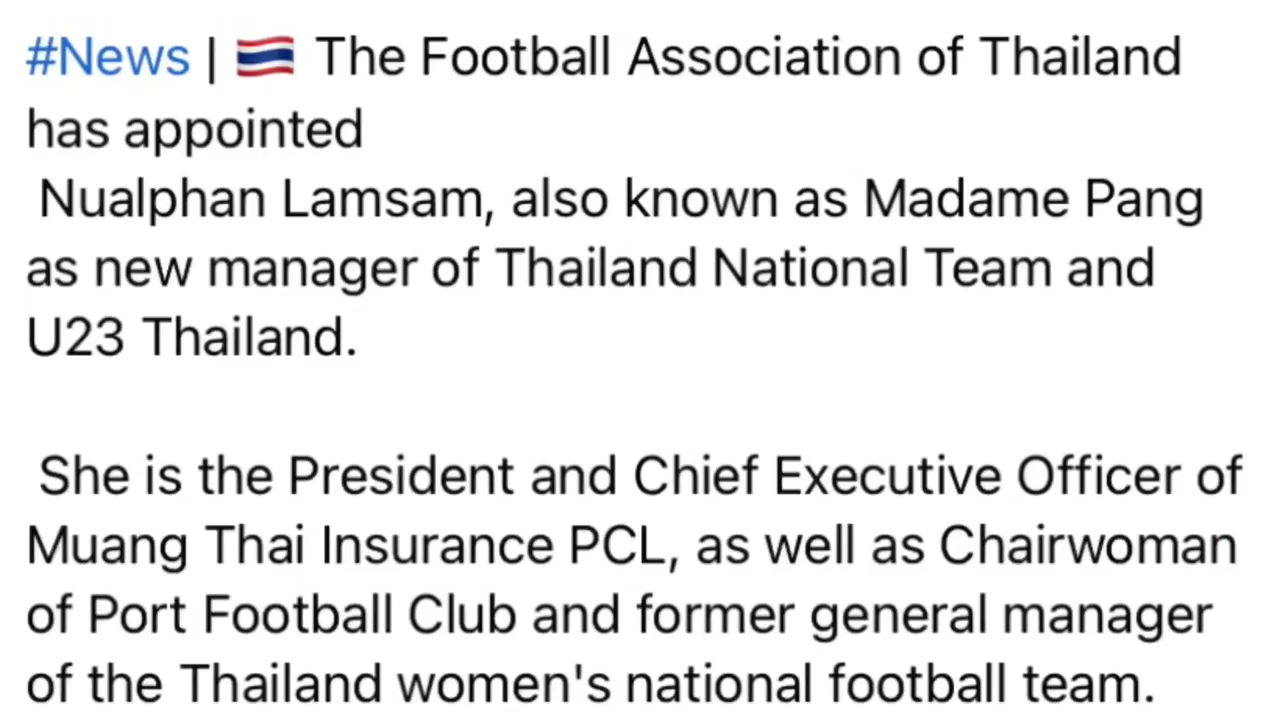 #News | 🇹🇭 The Football Association of Thailand
has appointed
Nualphan Lamsam, also known as Madame Pang
as new manager of Thailand National Team and
U23 Thailand.
She is the President and Chief Executive Officer of
Muang Thai Insurance PCL, as well as Chairwoman
of Port Football Club and former general manager
of the Thailand women's national football team.